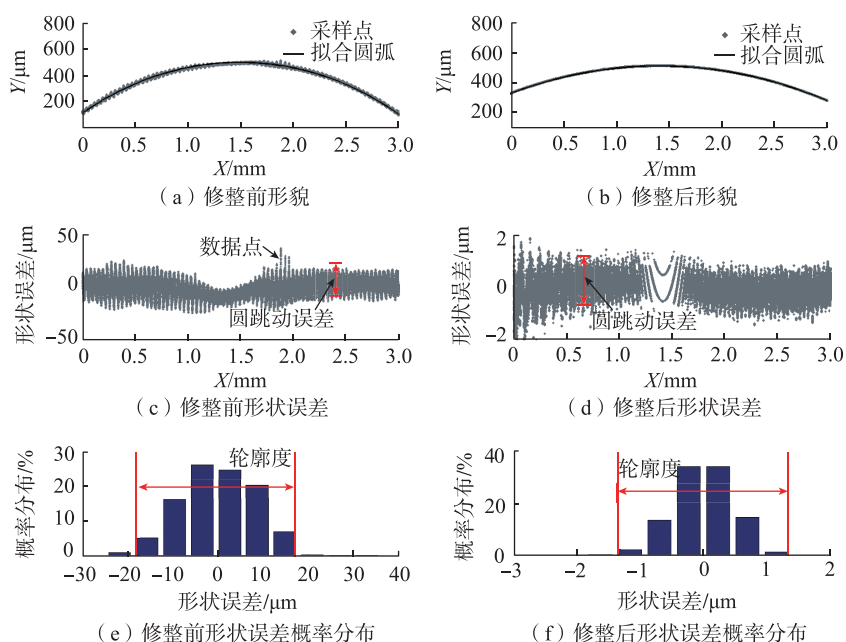 800
600
400
200
Y/μm
采样点
拟合圆弧
0 0.5 1.0 1.5 2.0 2.5 3.0
X/mm
(a)修整前形貌
800
600
400
200
Y/μm
采样点
拟合圆弧
0 0.5 1.0 1.5 2.0 2.5 3.0
X/mm
(b)修整后形貌
50
0
-50
形状误差/μm
数据点
圆跳动误差
0 0.5 1.0 1.5 2.0 2.5 3.0
X/mm
(c)修整前形状误差
2
0
-2
形状误差/μm
圆跳动误差
0 0.5 1.0 1.5 2.0 2.5 3.0
X/mm
(d)修整后形状误差
30
20
10
0
概率分布/%
轮廓度
-30 -20 -10 0 10 20 30 40
形状误差/μm
(e)修整前形状误差概率分布
40
20
0
概率分布/%
轮廓度
-3 -2 -1 0 1 2
形状误差/μm
(f)修整后形状误差概率分布